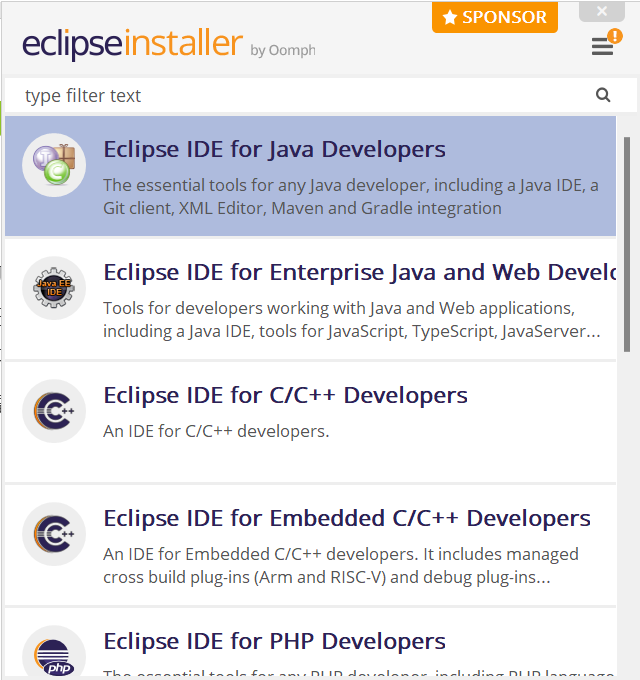 SPONSOR
eclipseinstaller by Oomph
type filter text
Eclipse IDE for Java Developers
The essential tools for any Java developer, including a Java IDE, a
Git client, XML Editor, Maven and Gradle integration
Java EE
IDE
Eclipse IDE for Enterprise Java and Web Develo
Tools for developers working with Java and Web applications,
including a Java IDE, tools for JavaScript, TypeScript, JavaServer...
C++
Eclipse IDE for C/C++ Developers
An IDE for C/C++ developers.
C++
Eclipse IDE for Embedded C/C++ Developers
An IDE for Embedded C/C++ developers. It includes managed
cross build plug-ins (Arm and RISC-V) and debug plug-ins...
php
Eclipse IDE for PHP Developers
The essential tools for any PHP developer, including PHP language